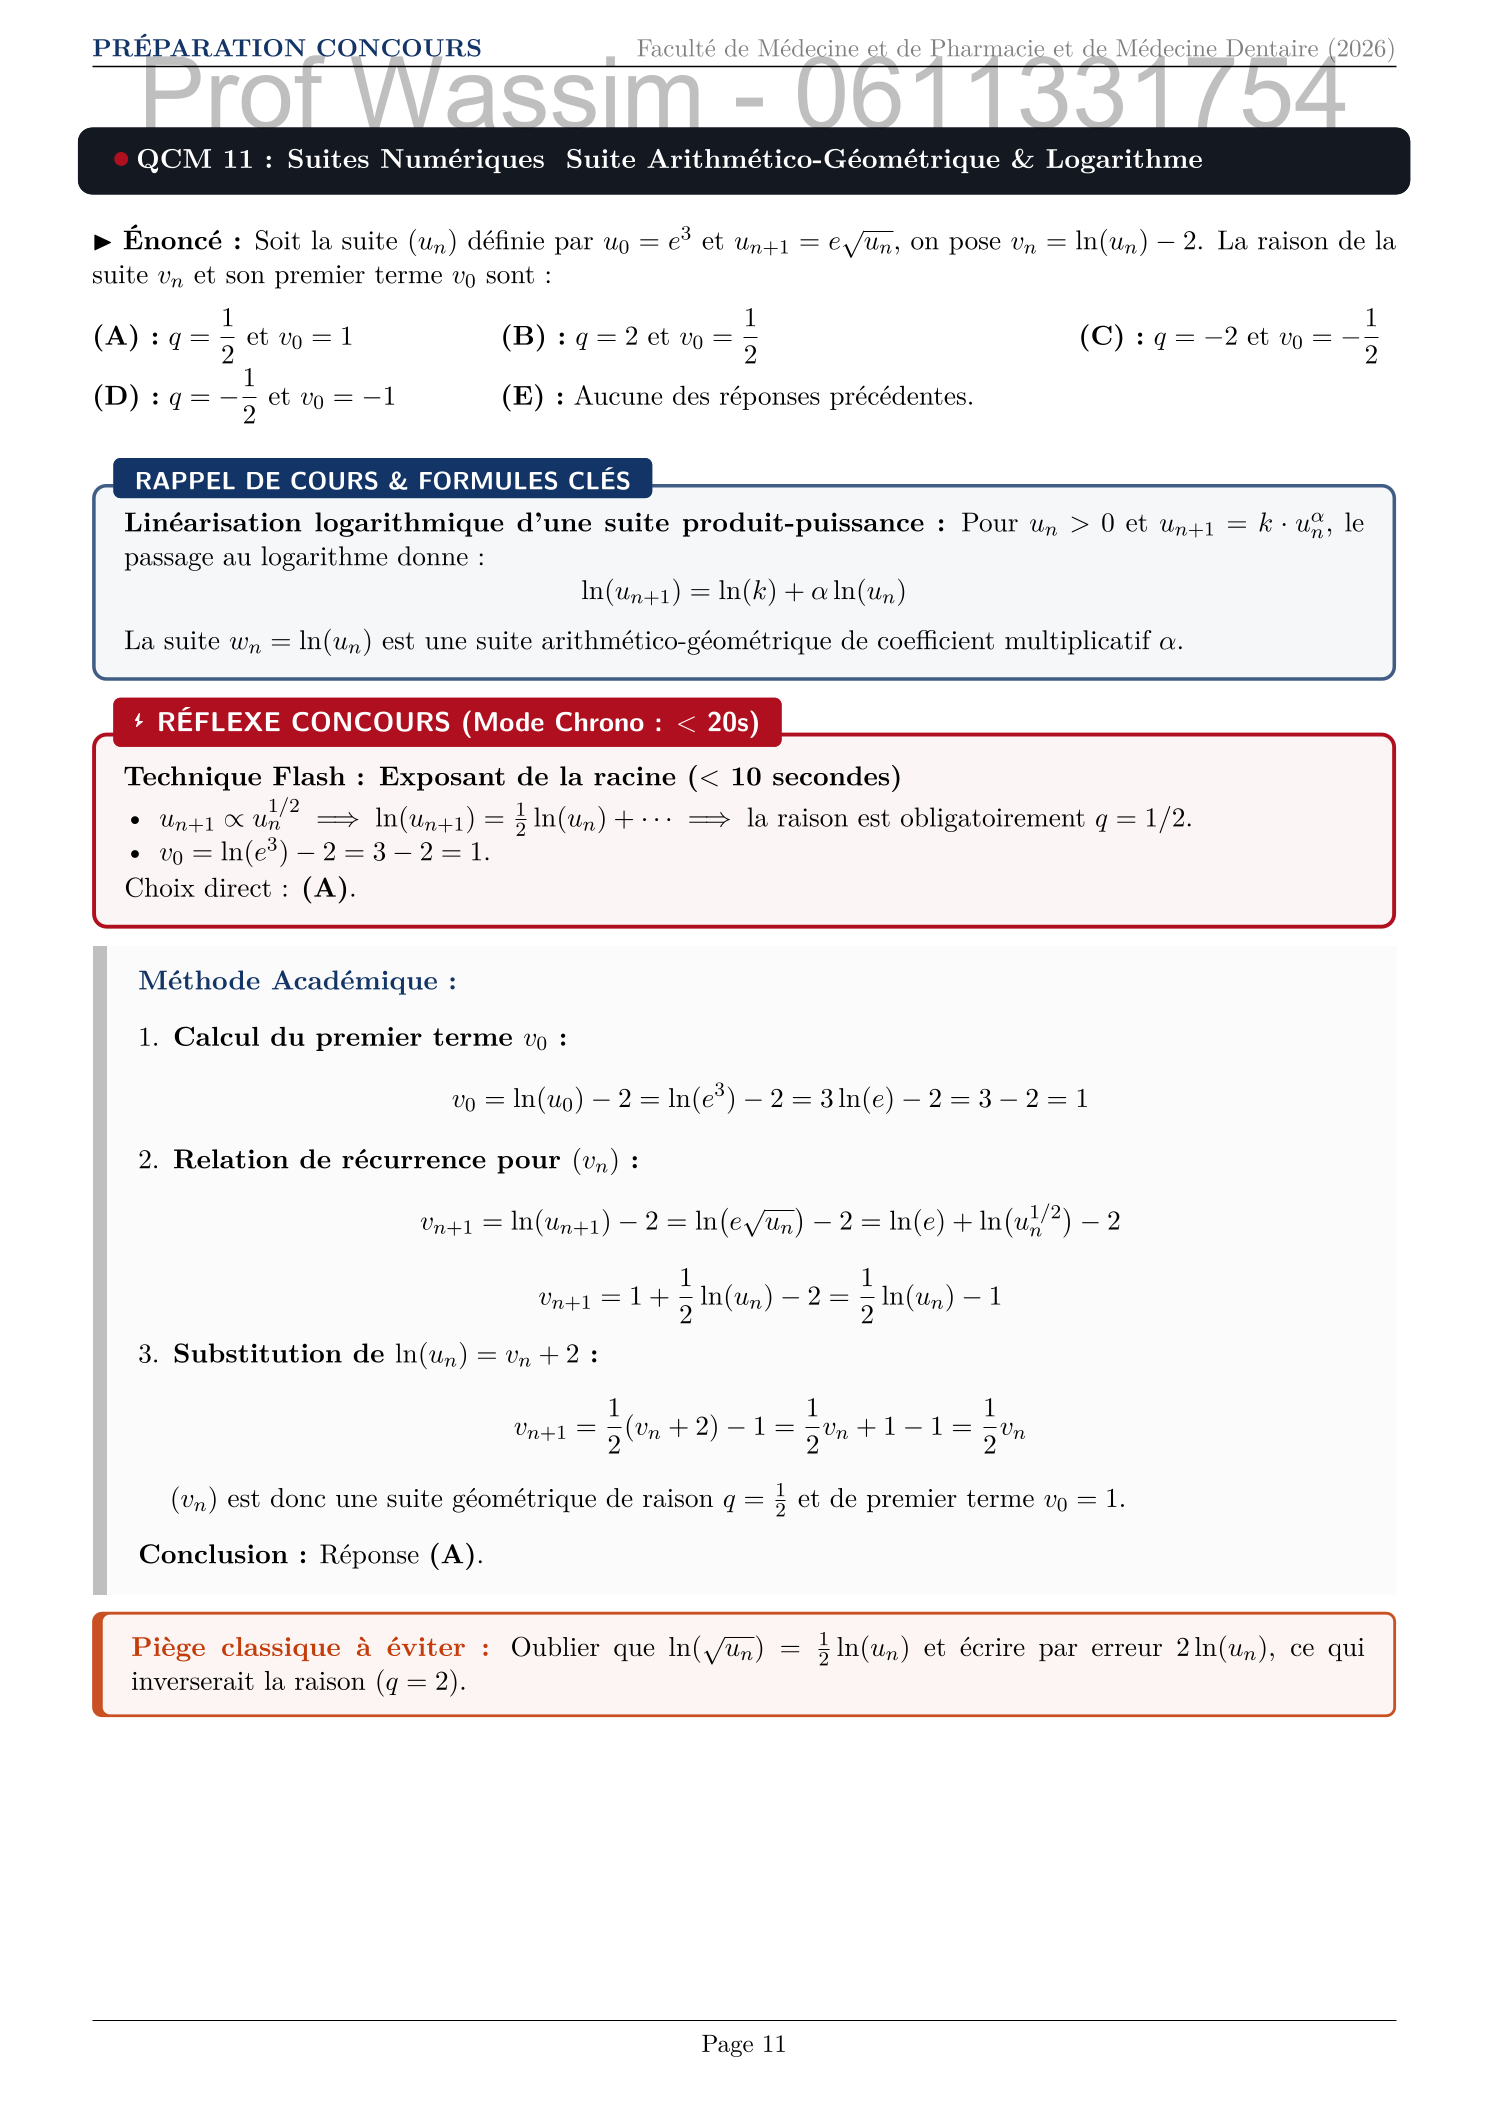 PRÉPARATION CONCOURS Faculté de Médecine et de Pharmacie et de Médecine Dentaire (2026)
Prof Wassim - 0611331754
● QCM 11 : Suites Numériques Suite Arithmético-Géométrique & Logarithme
► Énoncé : Soit la suite (uₙ) définie par u₀ = e³ et uₙ₊₁ = e√uₙ, on pose vₙ = ln(uₙ) − 2. La raison de la
suite vₙ et son premier terme v₀ sont :
(A) : q = 1/2 et v₀ = 1 (B) : q = 2 et v₀ = 1/2 (C) : q = −2 et v₀ = −1/2
(D) : q = −1/2 et v₀ = −1 (E) : Aucune des réponses précédentes.
RAPPEL DE COURS & FORMULES CLÉS
Linéarisation logarithmique d'une suite produit-puissance : Pour uₙ > 0 et uₙ₊₁ = k · uₙ^α, le
passage au logarithme donne :
ln(uₙ₊₁) = ln(k) + α ln(uₙ)
La suite wₙ = ln(uₙ) est une suite arithmético-géométrique de coefficient multiplicatif α.
⚡ RÉFLEXE CONCOURS (Mode Chrono : < 20s)
Technique Flash : Exposant de la racine (< 10 secondes)
• uₙ₊₁ ∝ uₙ^(1/2) ⟹ ln(uₙ₊₁) = 1/2 ln(uₙ) + ··· ⟹ la raison est obligatoirement q = 1/2.
• v₀ = ln(e³) − 2 = 3 − 2 = 1.
Choix direct : (A).
Méthode Académique :
1. Calcul du premier terme v₀ :
v₀ = ln(u₀) − 2 = ln(e³) − 2 = 3 ln(e) − 2 = 3 − 2 = 1
2. Relation de récurrence pour (vₙ) :
vₙ₊₁ = ln(uₙ₊₁) − 2 = ln(e√uₙ) − 2 = ln(e) + ln(uₙ^(1/2)) − 2
vₙ₊₁ = 1 + 1/2 ln(uₙ) − 2 = 1/2 ln(uₙ) − 1
3. Substitution de ln(uₙ) = vₙ + 2 :
vₙ₊₁ = 1/2 (vₙ + 2) − 1 = 1/2 vₙ + 1 − 1 = 1/2 vₙ
(vₙ) est donc une suite géométrique de raison q = 1/2 et de premier terme v₀ = 1.
Conclusion : Réponse (A).
Piège classique à éviter : Oublier que ln(√uₙ) = 1/2 ln(uₙ) et écrire par erreur 2 ln(uₙ), ce qui
inverserait la raison (q = 2).
Page 11